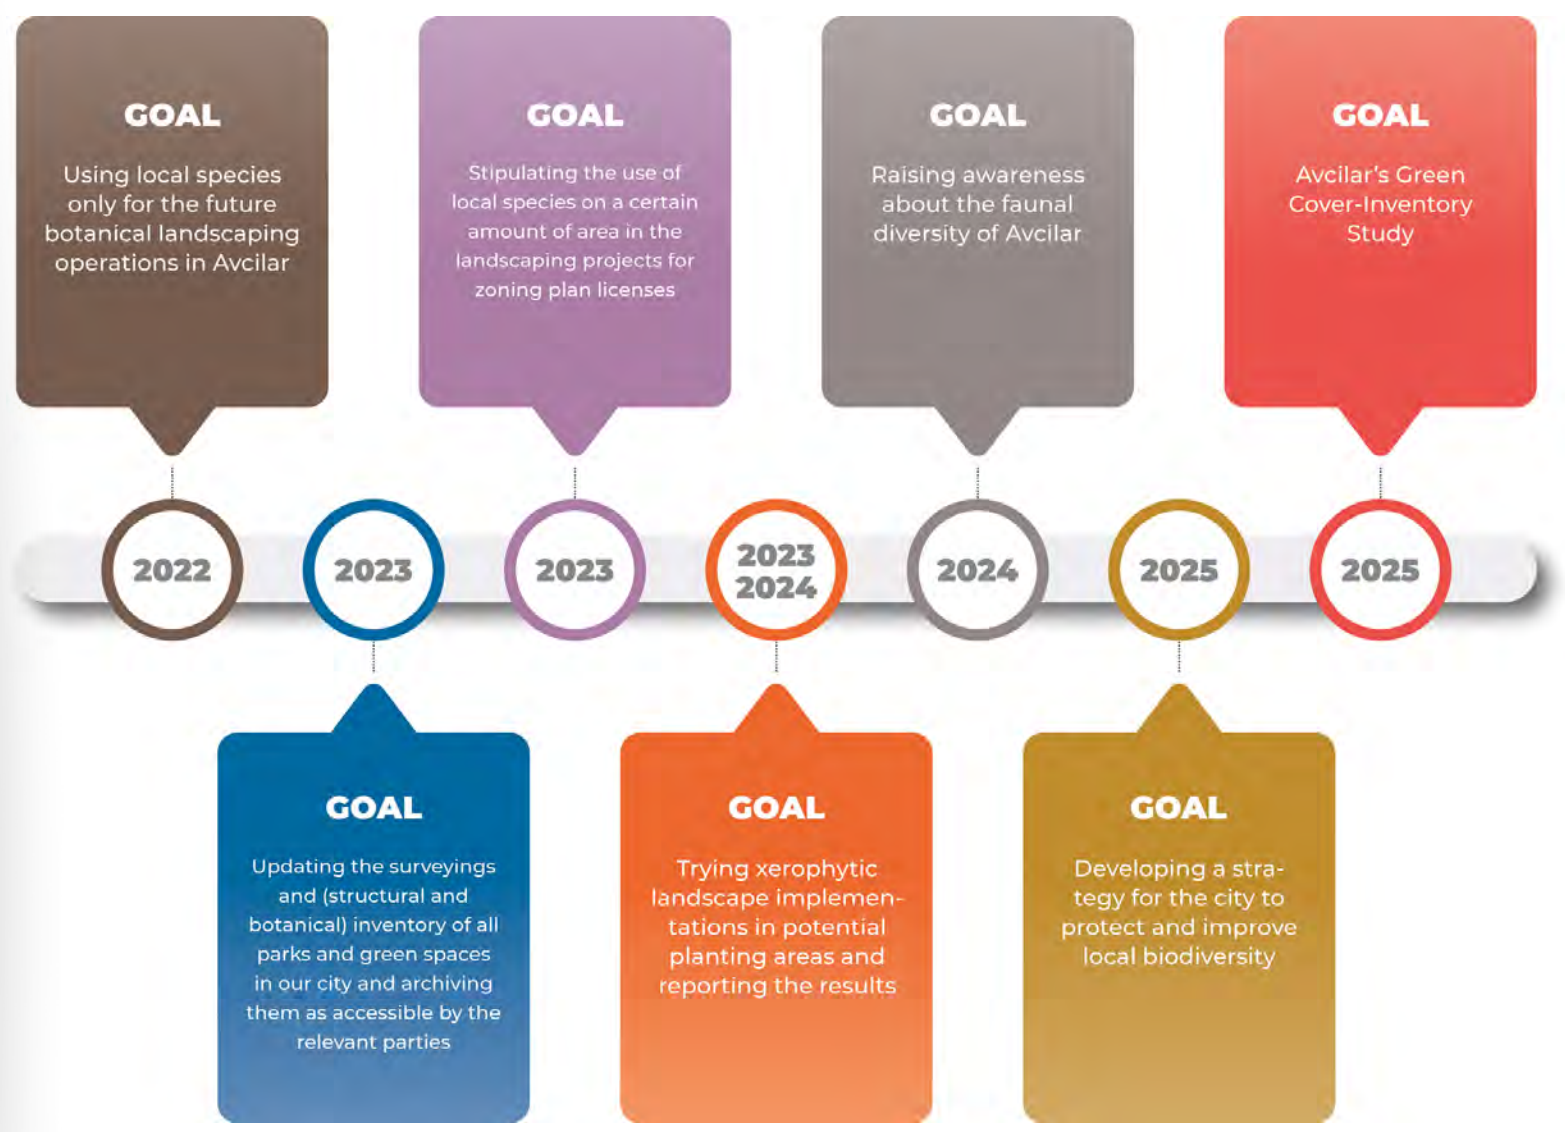 GOAL
Using local species
only for the future
botanical landscaping
operations in Avcilar
GOAL
Stipulating the use of
local species on a certain
amount of area in the
landscaping projects for
zoning plan licenses
GOAL
Raising awareness
about the faunal
diversity of Avcilar
GOAL
Avcilar’s Green
Cover-Inventory
Study
2022
2023
2023
2023
2024
2024
2025
2025
GOAL
Updating the surveyings
and (structural and
botanical) inventory of all
parks and green spaces
in our city and archiving
them as accessible by the
relevant parties
GOAL
Trying xerophytic
landscape implemen-
tations in potential
planting areas and
reporting the results
GOAL
Developing a stra-
tegy for the city to
protect and improve
local biodiversity